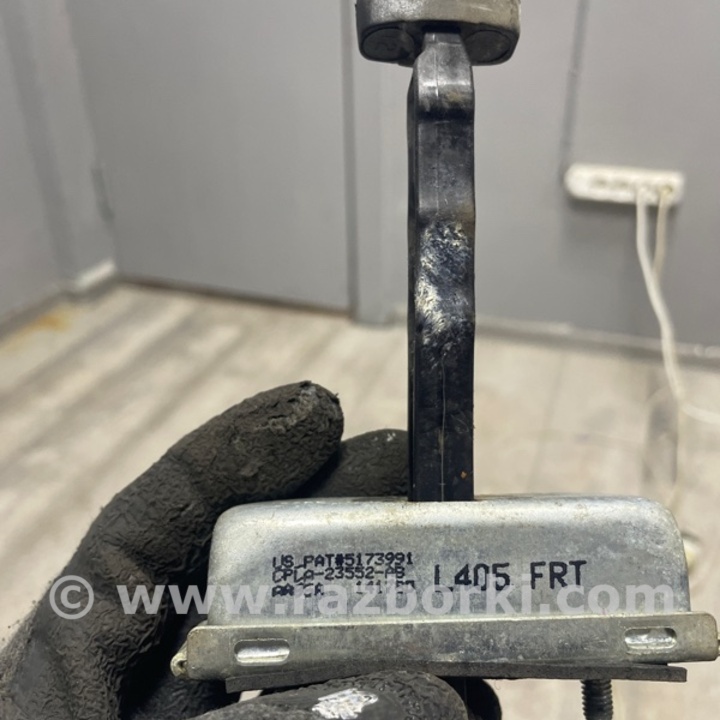 US PAT#5173991
CPLA-23552-AB
L405 FRT
© www.razborki.com